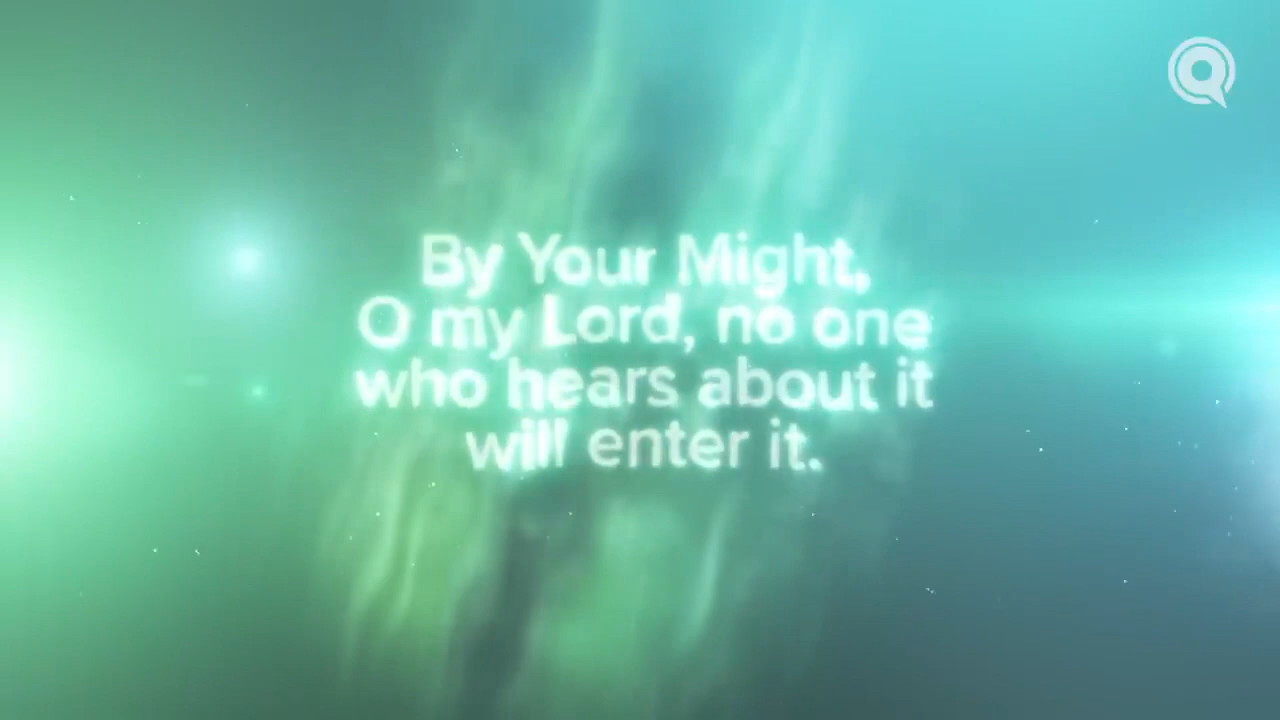 By Your Might,
O my Lord, no one
who hears about it
will enter it.